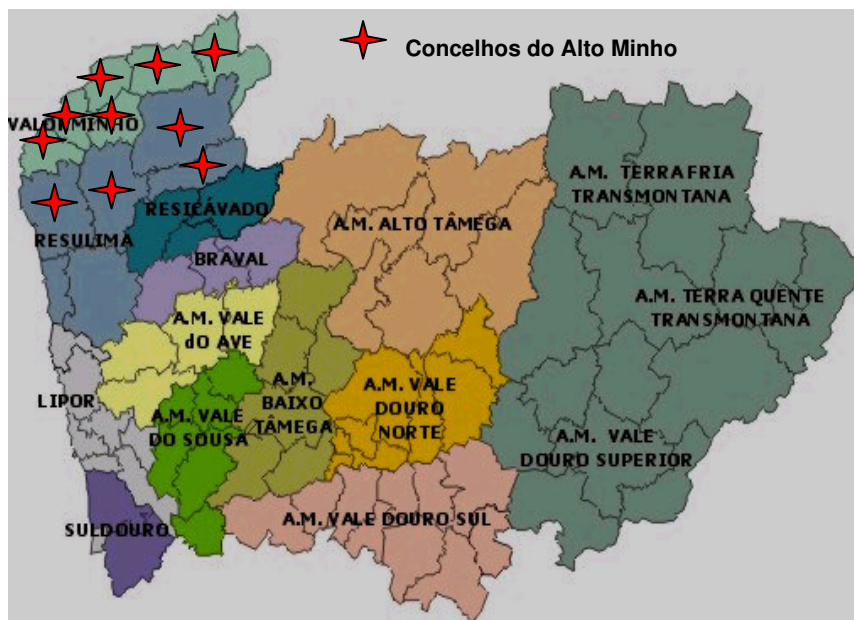 Concelhos do Alto Minho
VALORMINHO
A.M. TERRA FRIA
TRANSMONTANA
RESICÁVADO
A.M. ALTO TÂMEGA
RESULIMA
BRAVAL
A.M. TERRA QUENTE
TRANSMONTANA
A.M. VALE
dO AVE
LIPOR
A.M.
BAIXO
TÂMEGA
A.M. VALE
DOURO
NORTE
A.M. VALE
DO SOUSA
A.M. VALE
DOURO SUPERIOR
SULDOURO
A.M. VALE DOURO SUL